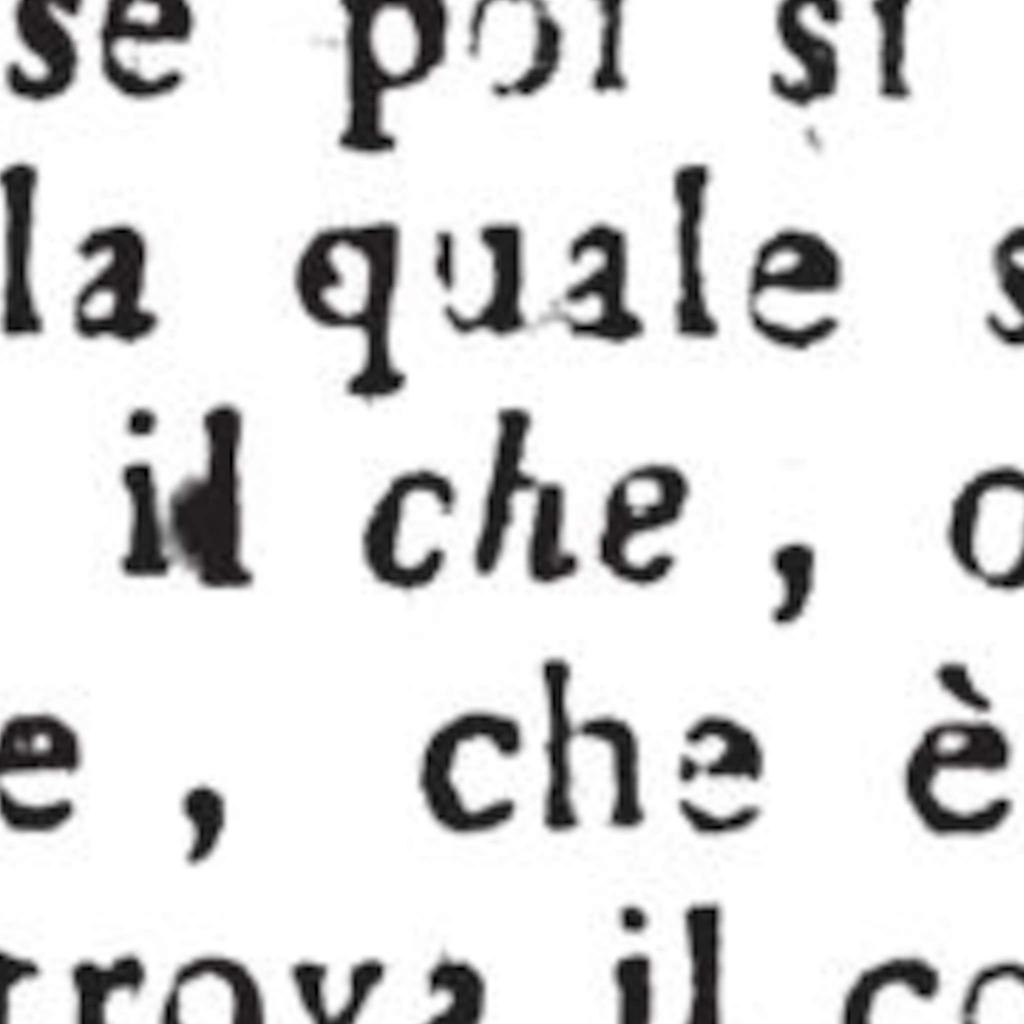 se poi si
la quale s
il che, o
e, che è
trova il co